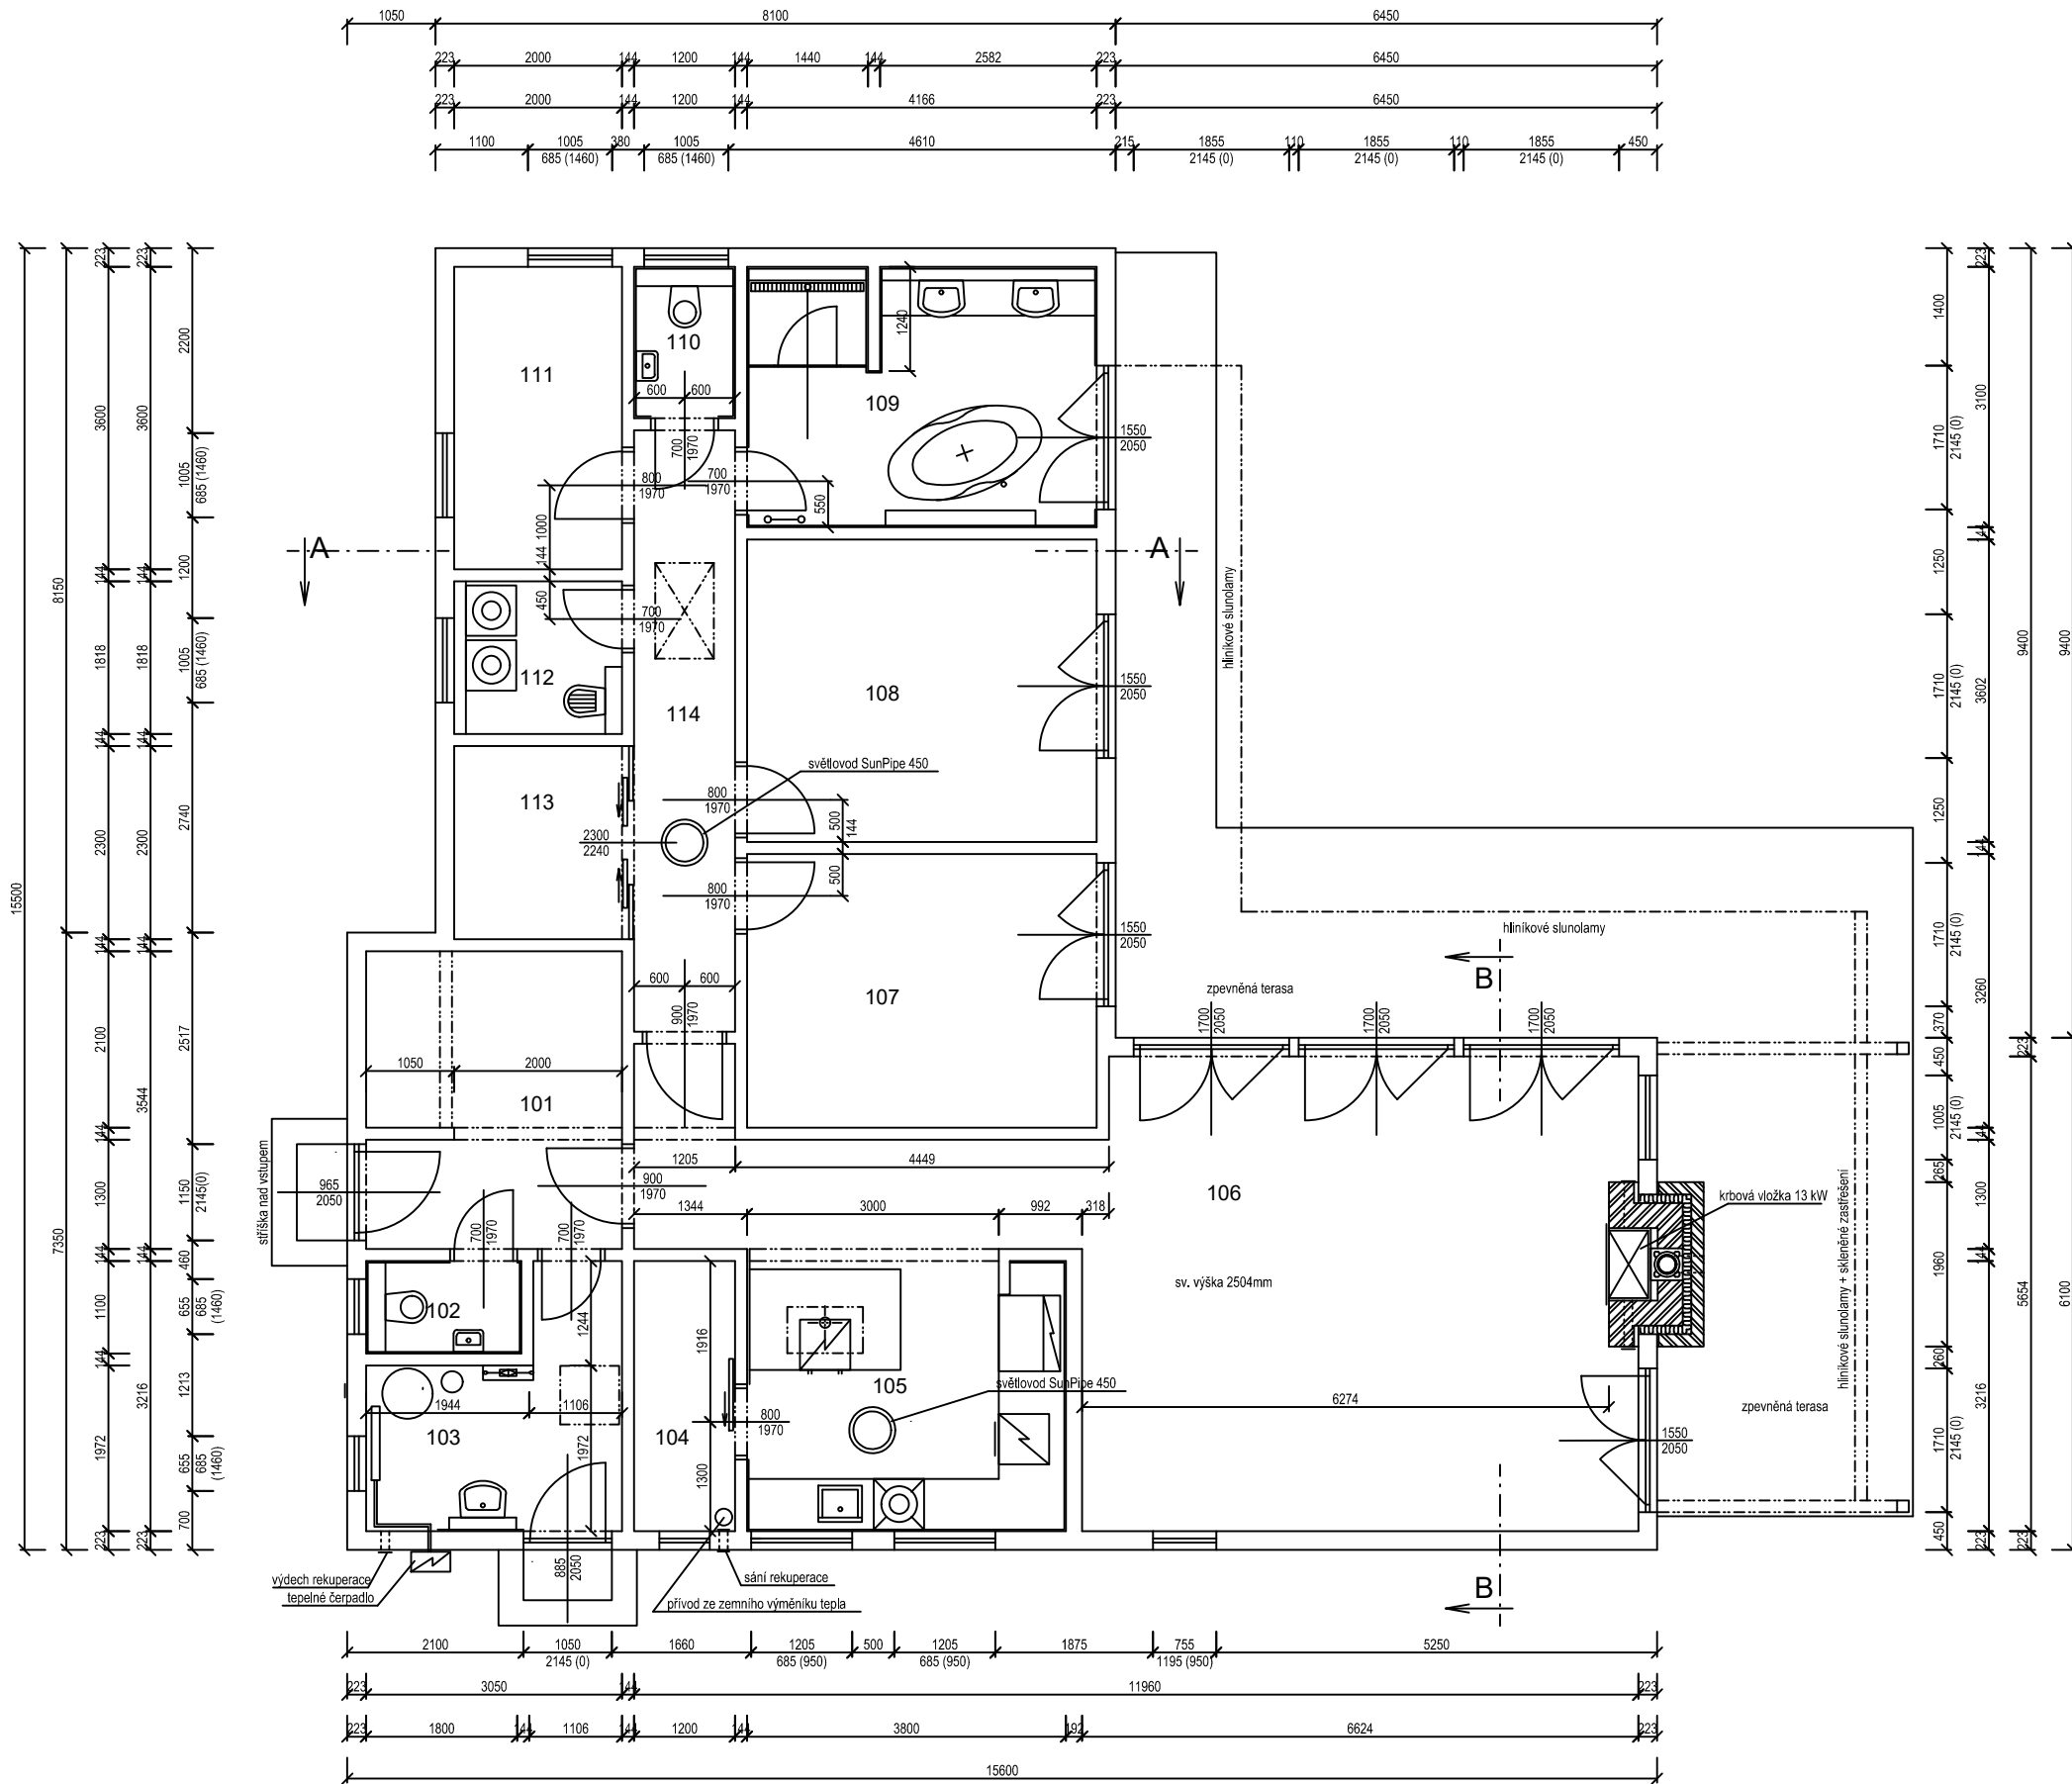 1050 8100 6450
223 2000 144 1200 144 1440 144 2582 223 6450
223 2000 144 1200 144 4166 223 6450
1100 1005 380 1005 4610 215 1855 110 1855 110 1855 450
685 (1460) 685 (1460) 2145 (0) 2145 (0) 2145 (0)
15500
8150 7350
223 3600 144 1818 144 2300 144 2100 144 1300 144 1100 144 1972 223
223 3600 144 1818 144 2300 144 3544 144 3216 223
2200 1005 1200 1005 2740 2517 1150 460 655 1213 655 700
685 (1460) 685 (1460) 2145(0) 685 (1460) 685 (1460)
111
110
600 600
700
1970
109
1240
1550
2050
800
1970
700
1970
550
1000
144
450
A
A
112
700
1970
114
108
1550
2050
113
světlovod SunPipe 450
800
1970
500
144
2300
2240
500
800
1970
107
1550
2050
600 600
900
1970
1050 2000
101
hliníkové slunolamy
hliníkové slunolamy
B
zpevněná terasa
1700
2050
1700
2050
1700
2050
stříška nad vstupem
965
2050
900
1970
1205 4449
1344 3000 992 318
106
krbová vložka 13 kW
hliníkové slunolamy + skleněné zastřešení
700
1970
700
1970
102
1244
1916
sv. výška 2504mm
105
světlovod SunPipe 450
6274
zpevněná terasa
1944 1106
103
1972
104
800
1970
1300
1550
2050
885
2050
výdech rekuperace
tepelné čerpadlo
sání rekuperace
přívod ze zemního výměníku tepla
B
1400 1710 1250 1710 1250 1710 370 450 1005 265 1960 260 1710 450
2145 (0) 2145 (0) 2145 (0) 2145 (0) 2145 (0)
223 3100 144 3602 144 3260 144 1300 144 3216 223
9400 223 5654 223
9400 6100
2100 1050 1660 1205 500 1205 1875 755 5250
2145 (0) 685 (950) 685 (950) 1195 (950)
223 3050 144 11960 223
223 1800 144 1106 144 1200 144 3800 192 6624 223
15600